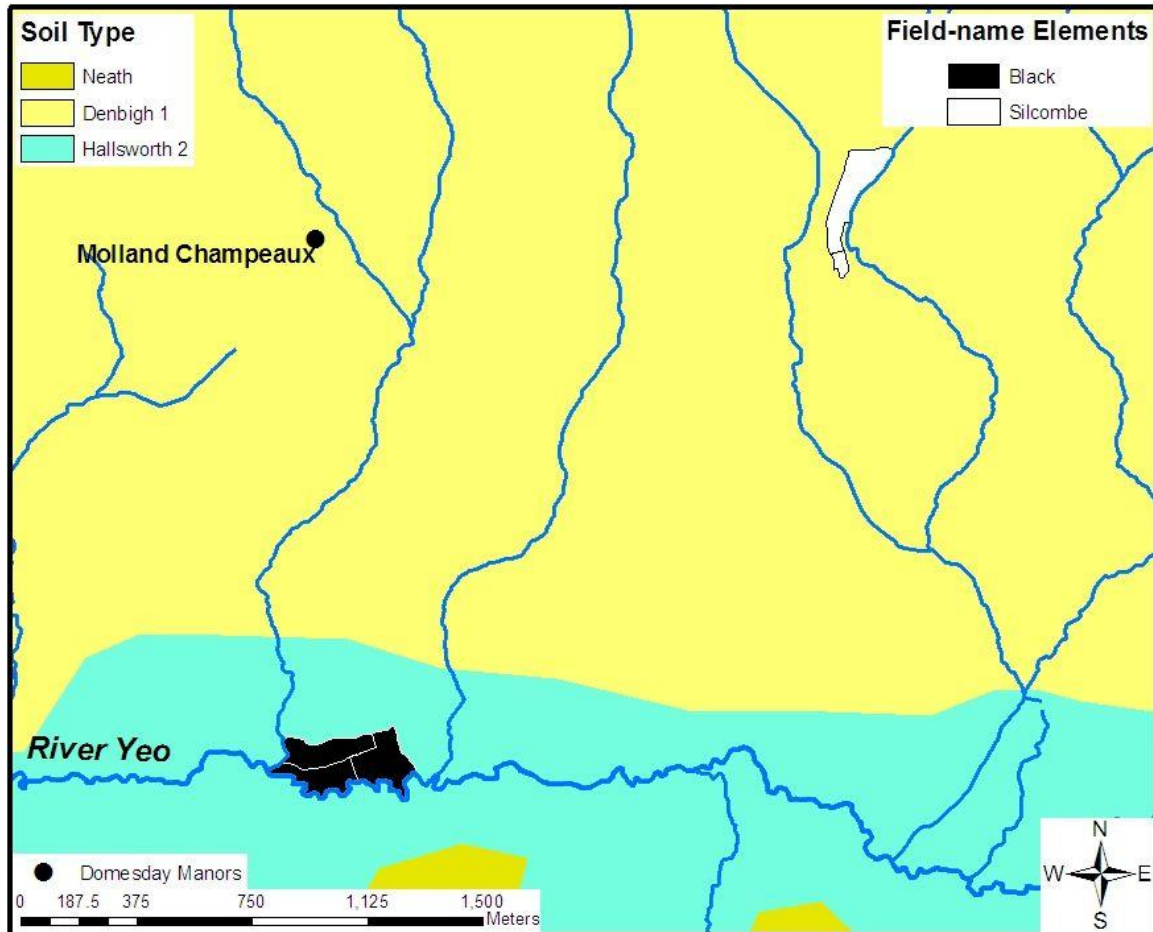 Soil Type
Neath
Denbigh 1
Hallsworth 2
Field-name Elements
Black
Silcombe
Molland Champeaux
River Yeo
Domesday Manors
0 187.5 375 750 1,125 1,500
Meters
N
W E
S